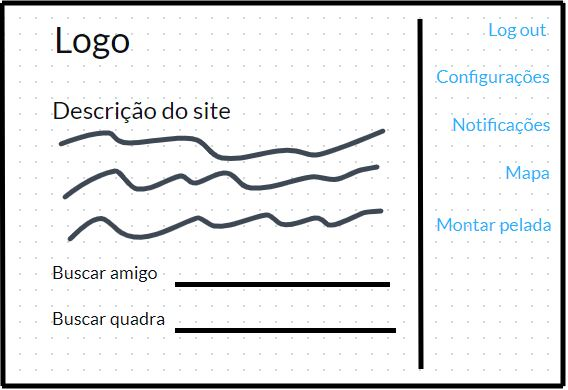 Logo
Descrição do site
Buscar amigo
Buscar quadra
Log out
Configurações
Notificações
Mapa
Montar pelada